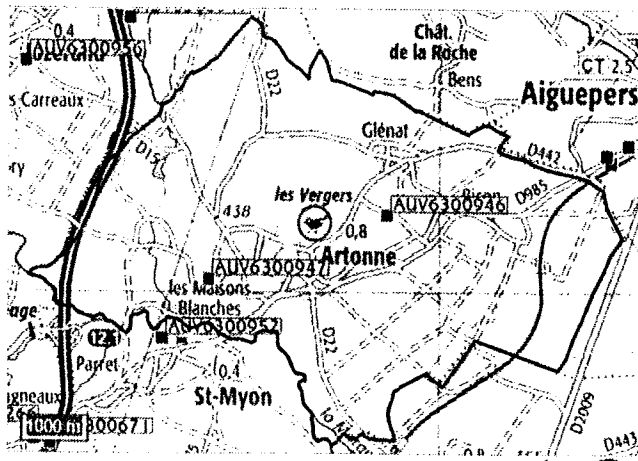 0,4
AUV6300956
Chât.
de la Roche
CT 2,5
D22
Bens
s Carreaux
Aiguepers
Glénat
D15
D442
les Vergers
D985
438
AUV6300946
0,8
Artonne
AUV6300947
les Maisons
Blanches
AUV6300952
D22
Parret
0,4
St-Myon
1000 m
D2009
D443